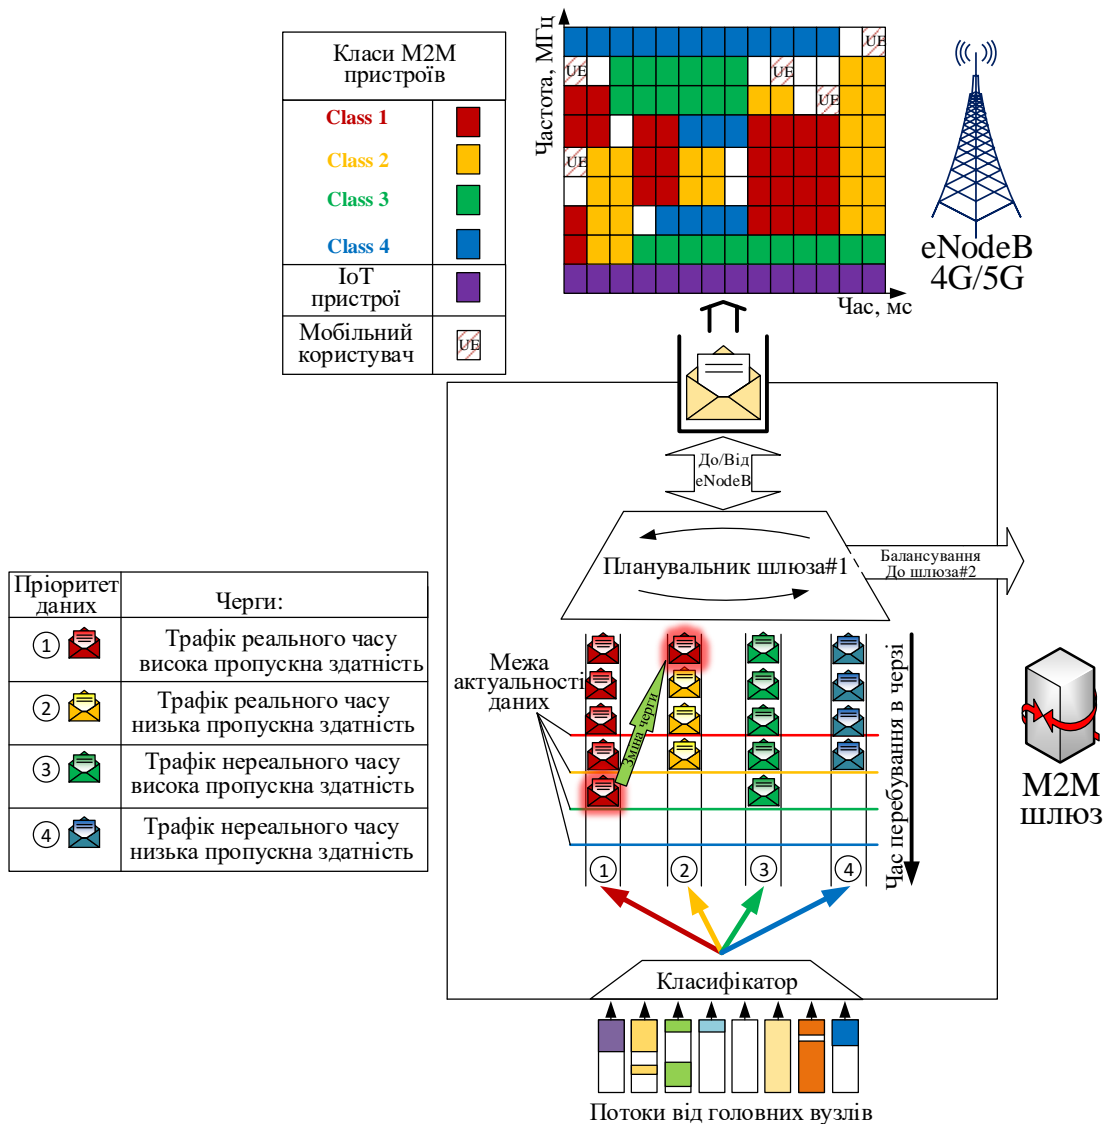 Класи М2М
пристроїв
Class 1
Class 2
Class 3
Class 4
ІоТ
пристрої
Мобільний
користувач
UE
Частота, МГц
UE
UE
UE
UE
UE
Час, мс
eNodeB
4G/5G
До/Від
eNodeB
Планувальник шлюза#1
Балансування
До шлюза#2
Пріоритет
даних
Черги:
1
Трафік реального часу
висока пропускна здатність
2
Трафік реального часу
низька пропускна здатність
3
Трафік нереального часу
висока пропускна здатність
4
Трафік нереального часу
низька пропускна здатність
Межа
актуальності
даних
Зміна черги
Час перебування в черзі
1
2
3
4
М2М
шлюз
Класифікатор
Потоки від головних вузлів